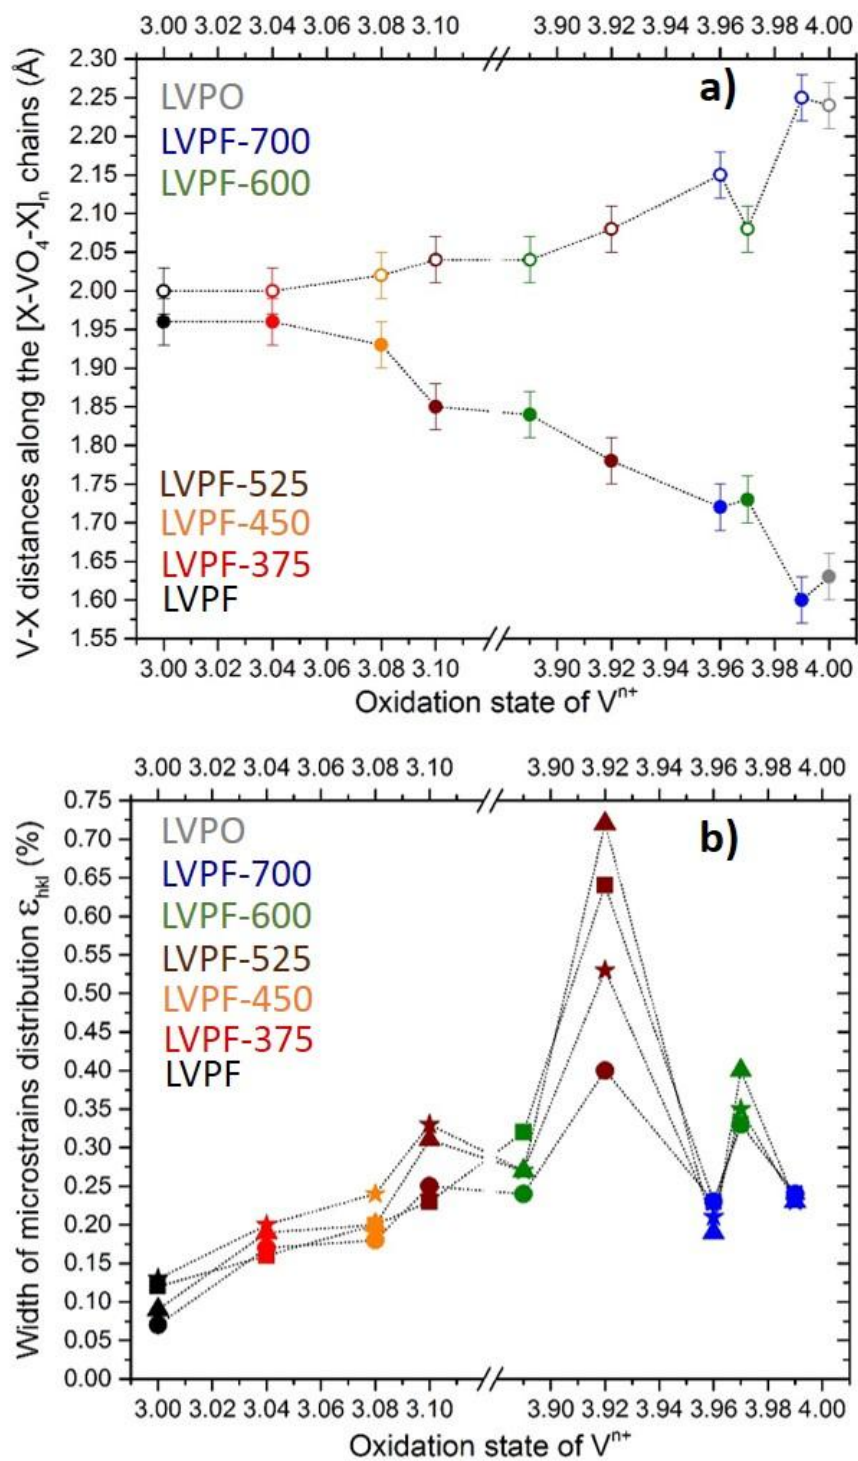 3.00 3.02 3.04 3.06 3.08 3.10 3.90 3.92 3.94 3.96 3.98 4.00
2.30
2.25
2.20
2.15
2.10
2.05
2.00
1.95
1.90
1.85
1.80
1.75
1.70
1.65
1.60
1.55
V-X distances along the [X-VO₄-X]ₙ chains (Å)
a)
LVPO
LVPF-700
LVPF-600
LVPF-525
LVPF-450
LVPF-375
LVPF
3.00 3.02 3.04 3.06 3.08 3.10 3.90 3.92 3.94 3.96 3.98 4.00
Oxidation state of Vⁿ⁺
3.00 3.02 3.04 3.06 3.08 3.10 3.90 3.92 3.94 3.96 3.98 4.00
0.75
0.70
0.65
0.60
0.55
0.50
0.45
0.40
0.35
0.30
0.25
0.20
0.15
0.10
0.05
0.00
Width of microstrains distribution εhkl (%)
b)
LVPO
LVPF-700
LVPF-600
LVPF-525
LVPF-450
LVPF-375
LVPF
3.00 3.02 3.04 3.06 3.08 3.10 3.90 3.92 3.94 3.96 3.98 4.00
Oxidation state of Vⁿ⁺